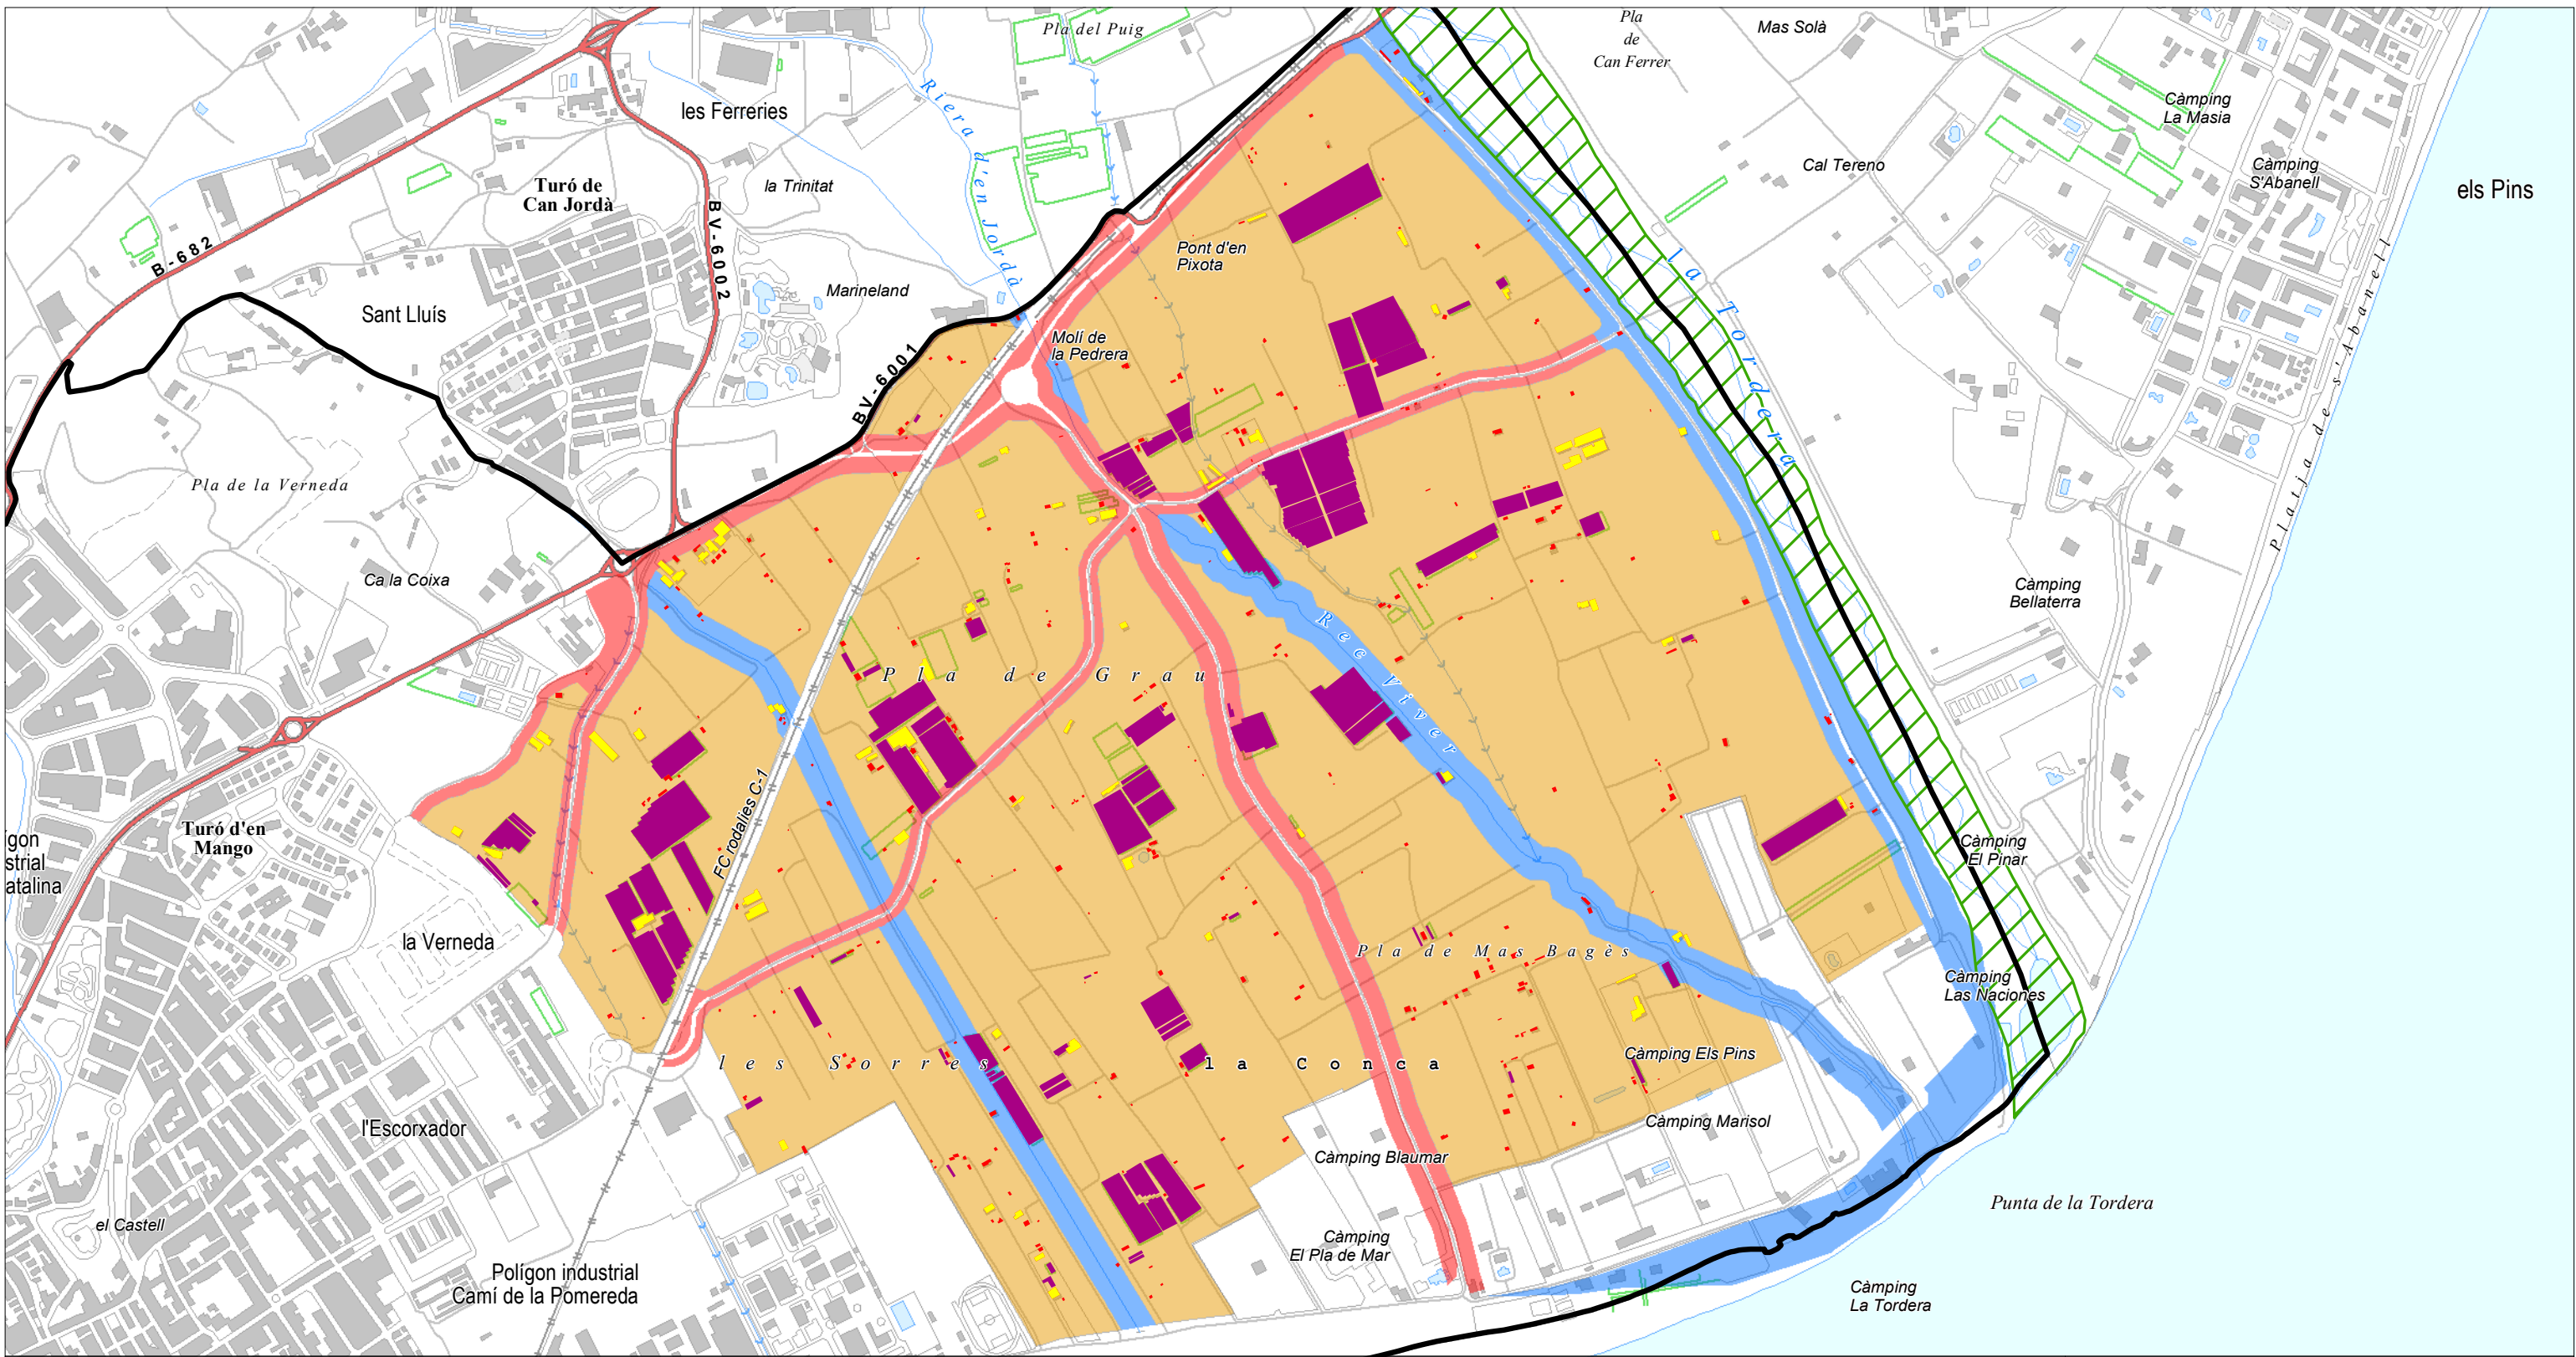 Pla del Puig
Pla
de
Can Ferrer
Mas Solà
les Ferreries
Riera d'en Jordà
Càmping
La Masia
la Trinitat
Turó de
Can Jordà
BV-6002
Cal Tereno
Càmping
S'Abanell
els Pins
B-682
Pont d'en
Pixota
la Tordera
Platja de s'Abanell
Sant Lluís
Marineland
Molí de
la Pedrera
BV-6001
Pla de la Verneda
Ca la Coixa
Càmping
Bellaterra
Rec Viver
Pla de Grau
FC rodalies C-1
Turó d'en
Mango
ígon
strial
atalina
Càmping
El Pinar
la Verneda
Pla de Mas Bagès
Càmping
Las Naciones
les Sorres
la Conca
Càmping Els Pins
Càmping Marisol
l'Escorxador
Càmping Blaumar
Punta de la Tordera
el Castell
Càmping
El Pla de Mar
Polígon industrial
Camí de la Pomereda
Càmping
La Tordera